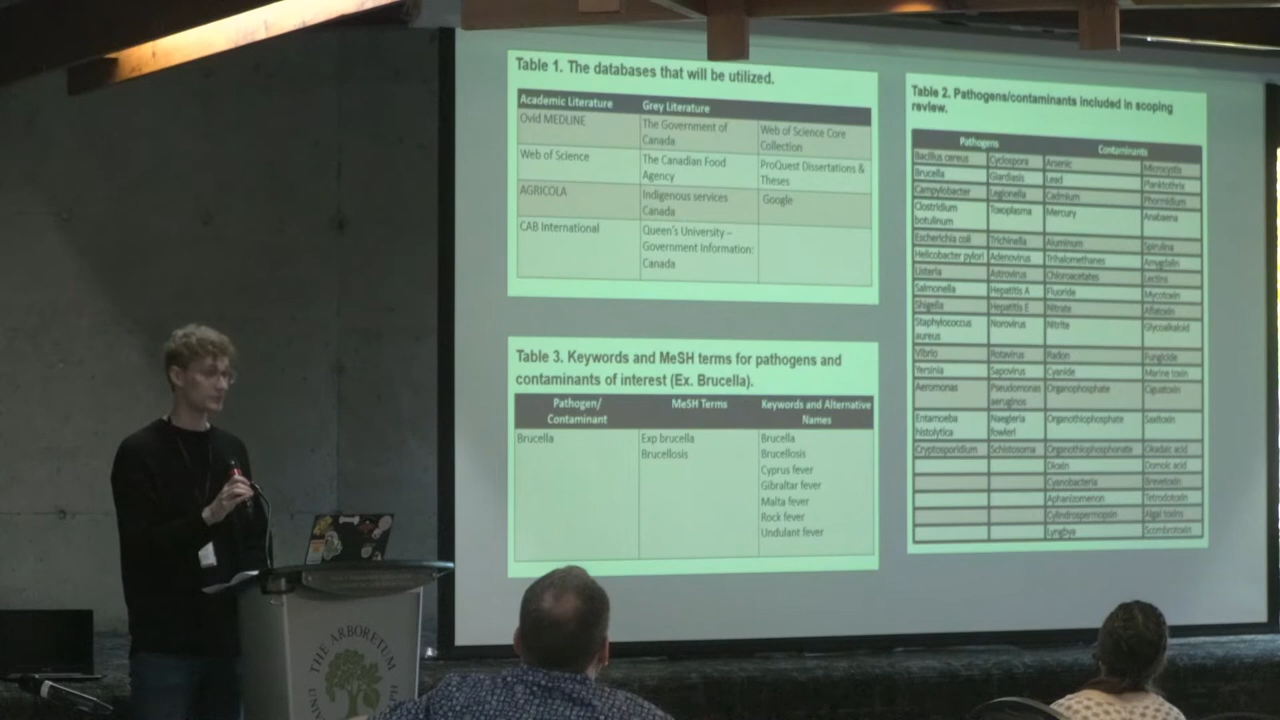 Table 1. The databases that will be utilized.
Academic Literature Grey Literature
Ovid MEDLINE The Government of Canada Web of Science Core Collection
Web of Science The Canadian Food Agency ProQuest Dissertations & Theses
AGRICOLA Indigenous services Canada Google
CAB International Queen's University – Government Information: Canada
Table 3. Keywords and MeSH terms for pathogens and
contaminants of interest (Ex. Brucella).
Pathogen/ Contaminant MeSH Terms Keywords and Alternative Names
Brucella Exp brucella Brucella
Brucellosis Brucellosis
Cyprus fever
Gibraltar fever
Malta fever
Rock fever
Undulant fever
Table 2. Pathogens/contaminants included in scoping
review.
Pathogens Contaminants
Bacillus cereus Cyclospora Arsenic Microcystis
Brucella Giardiasis Lead Planktothrix
Campylobacter Legionella Cadmium Phormidium
Clostridium botulinum Toxoplasma Mercury Anabaena
Escherichia coli Trichinella Aluminum Spirulina
Helicobacter pylori Adenovirus Trihalomethanes Amygdalin
Listeria Astrovirus Chloroacetates Lectins
Salmonella Hepatitis A Fluoride Mycotoxin
Shigella Hepatitis E Nitrate Aflatoxin
Staphylococcus aureus Norovirus Nitrite Glycoalkaloid
Vibrio Rotavirus Radon Fungicide
Yersinia Sapovirus Cyanide Marine toxin
Aeromonas Pseudomonas aeruginos Organophosphate Ciguatoxin
Entamoeba histolytica Naegleria fowleri Organothiophosphate Saxitoxin
Cryptosporidium Schistosoma Organothiophosphonate Okadaic acid
Dioxin Domoic acid
Cyanobacteria Brevetoxin
Aphanizomenon Tetrodotoxin
Cylindrospermopsin Algal toxins
Lyngbya Scombrotoxin
THE ARBORETUM